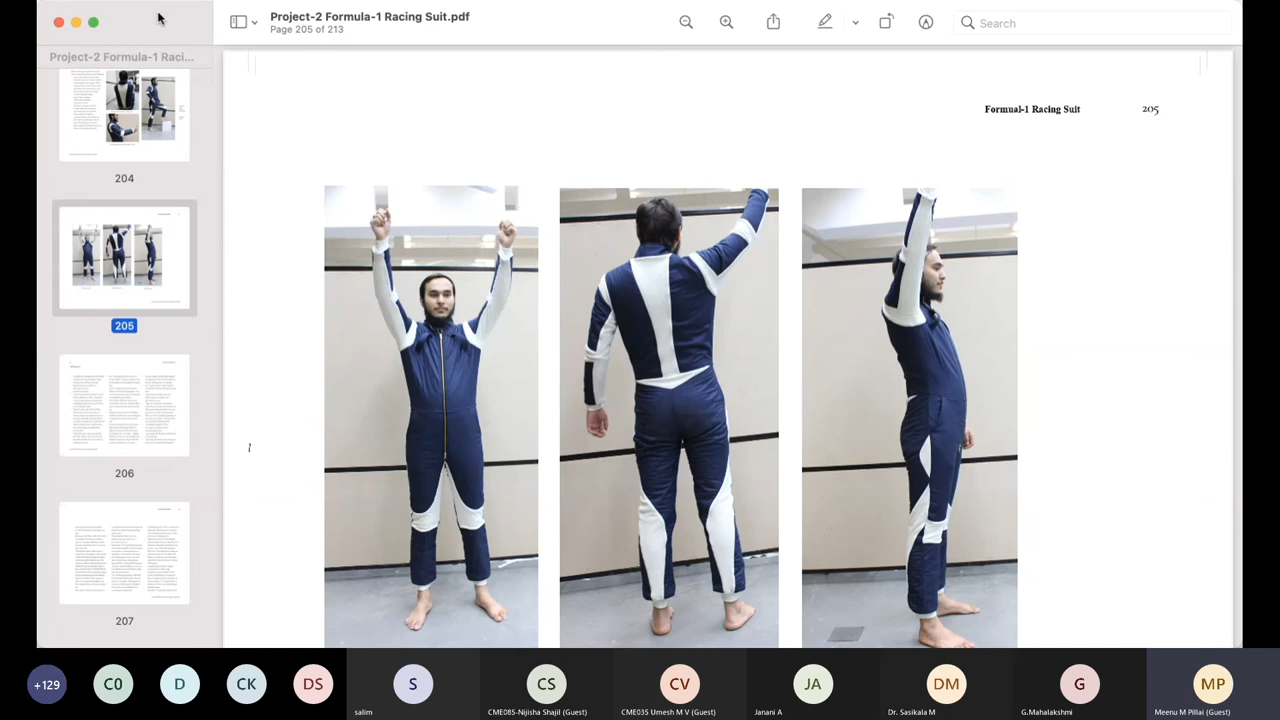 Project-2 Formula-1 Racing Suit.pdf
Page 205 of 213
Search
Project-2 Formula-1 Raci...
204
205
206
207
Formual-1 Racing Suit
205
+129
C0
D
CK
DS
S
CS
CV
JA
DM
G
MP
salim
CME085-Nijisha Shajil (Guest)
CME035 Umesh M V (Guest)
Janani A
Dr. Sasikala M
G.Mahalakshmi
Meenu M Pillai (Guest)